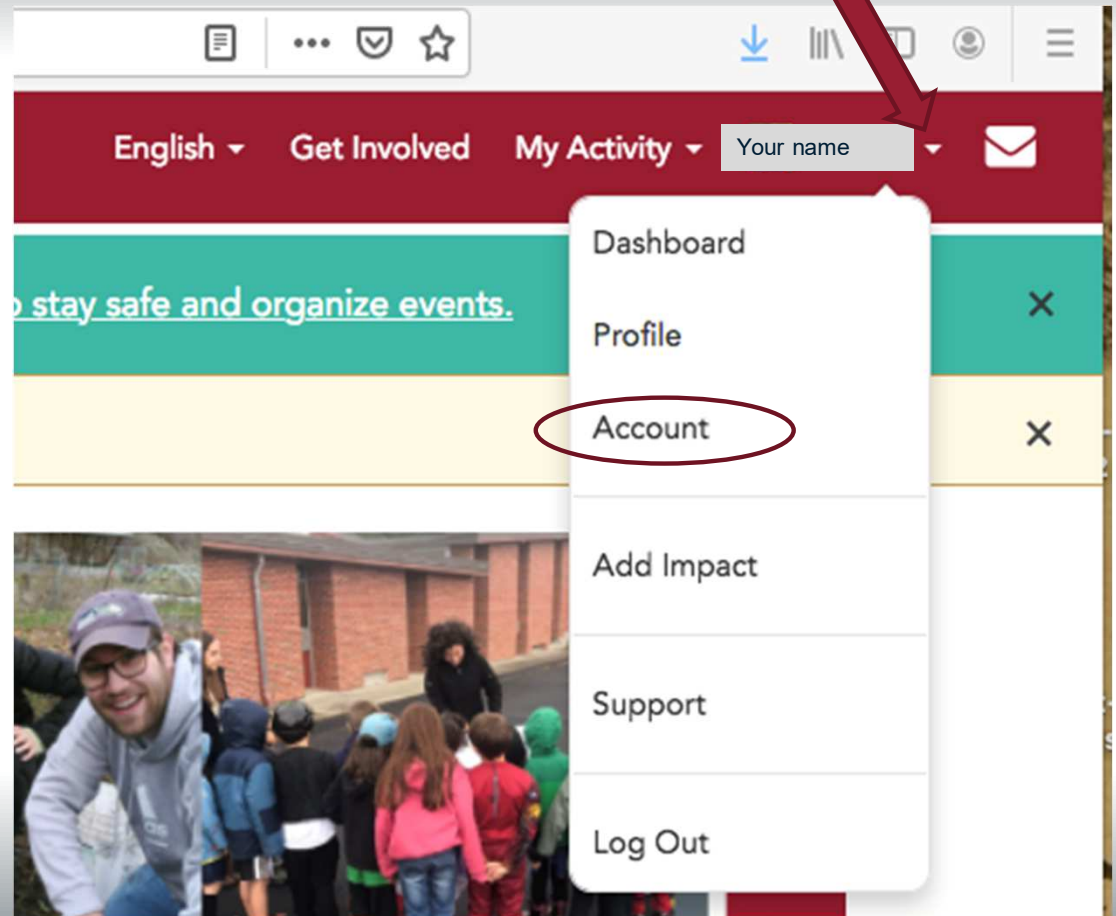 English Get Involved My Activity Your name
Dashboard
stay safe and organize events.
Profile
Account
Add Impact
Support
Log Out